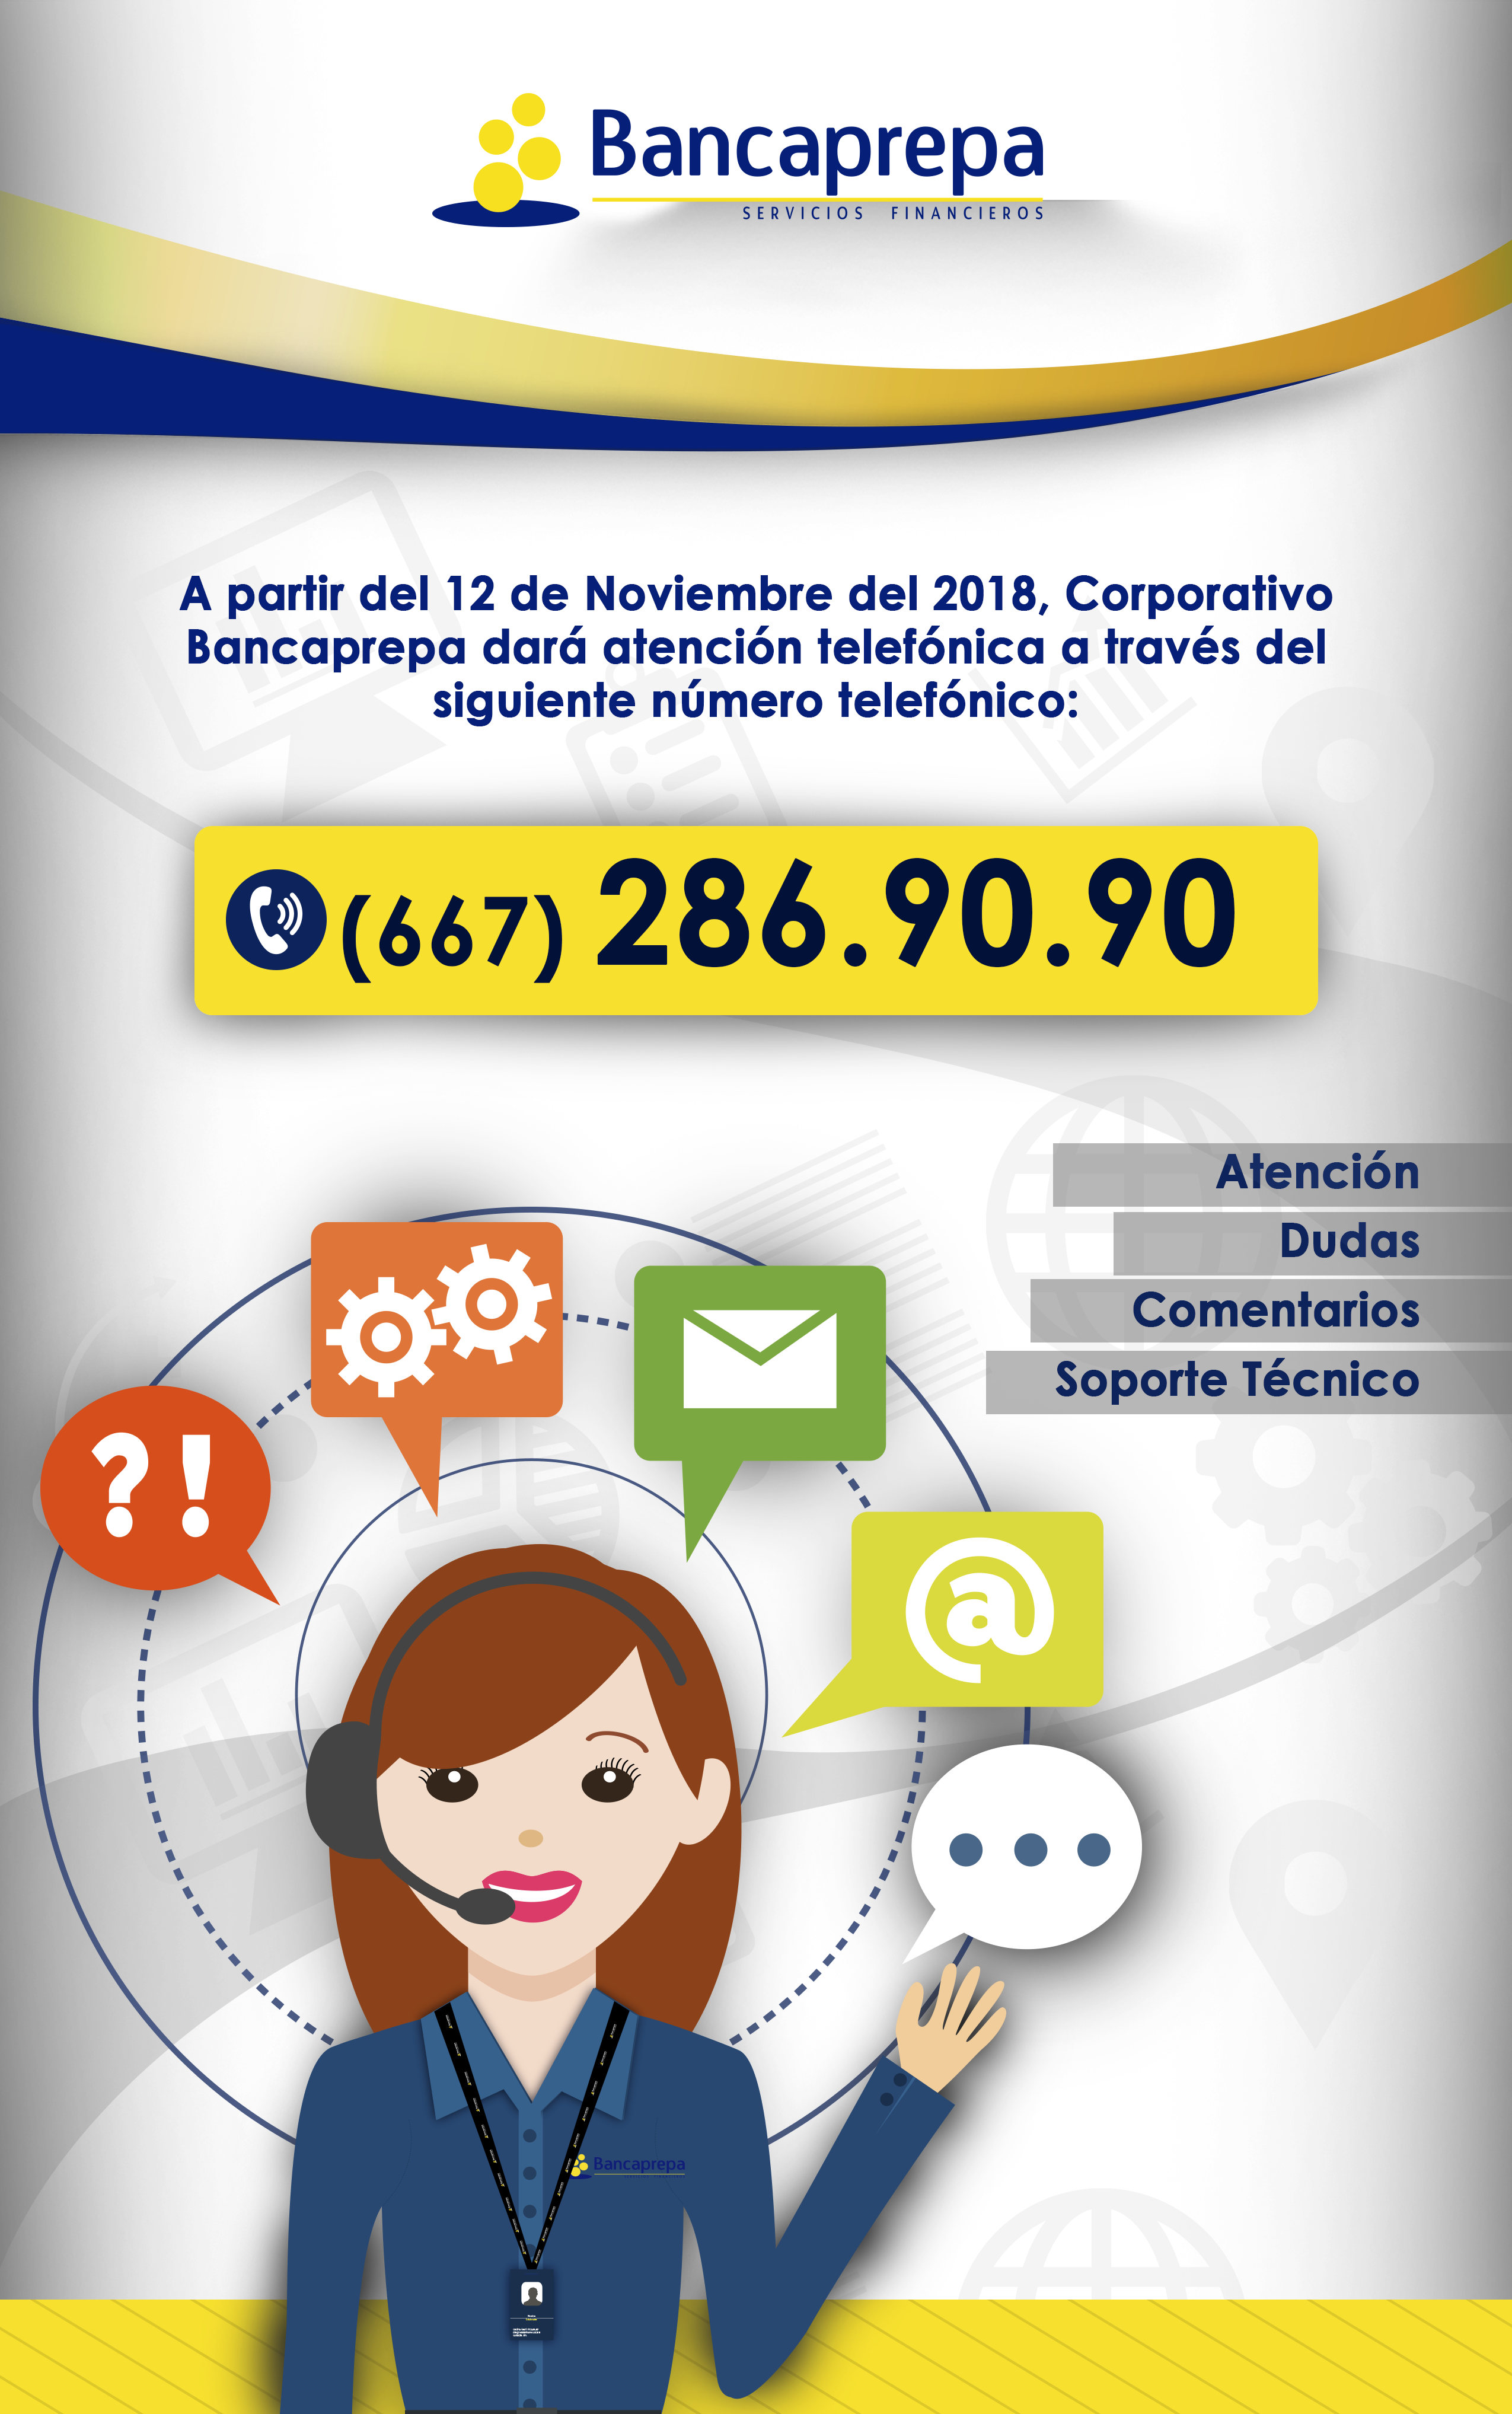 Bancaprepa
SERVICIOS FINANCIEROS
A partir del 12 de Noviembre del 2018, Corporativo
Bancaprepa dará atención telefónica a través del
siguiente número telefónico:
(667) 286.90.90
Atención
Dudas
Comentarios
Soporte Técnico
?!
@
Bancaprepa